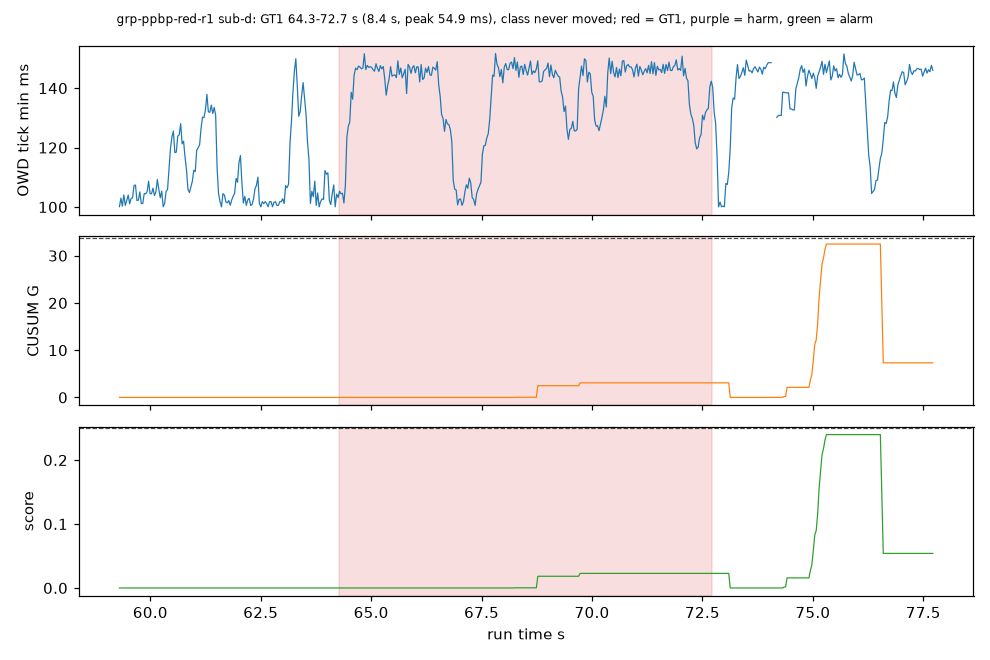 grp-ppbp-red-r1 sub-d: GT1 64.3-72.7 s (8.4 s, peak 54.9 ms), class never moved; red = GT1, purple = harm, green = alarm
OWD tick min ms
140
120
100
CUSUM G
30
20
10
0
score
0.2
0.1
0.0
60.0 62.5 65.0 67.5 70.0 72.5 75.0 77.5
run time s